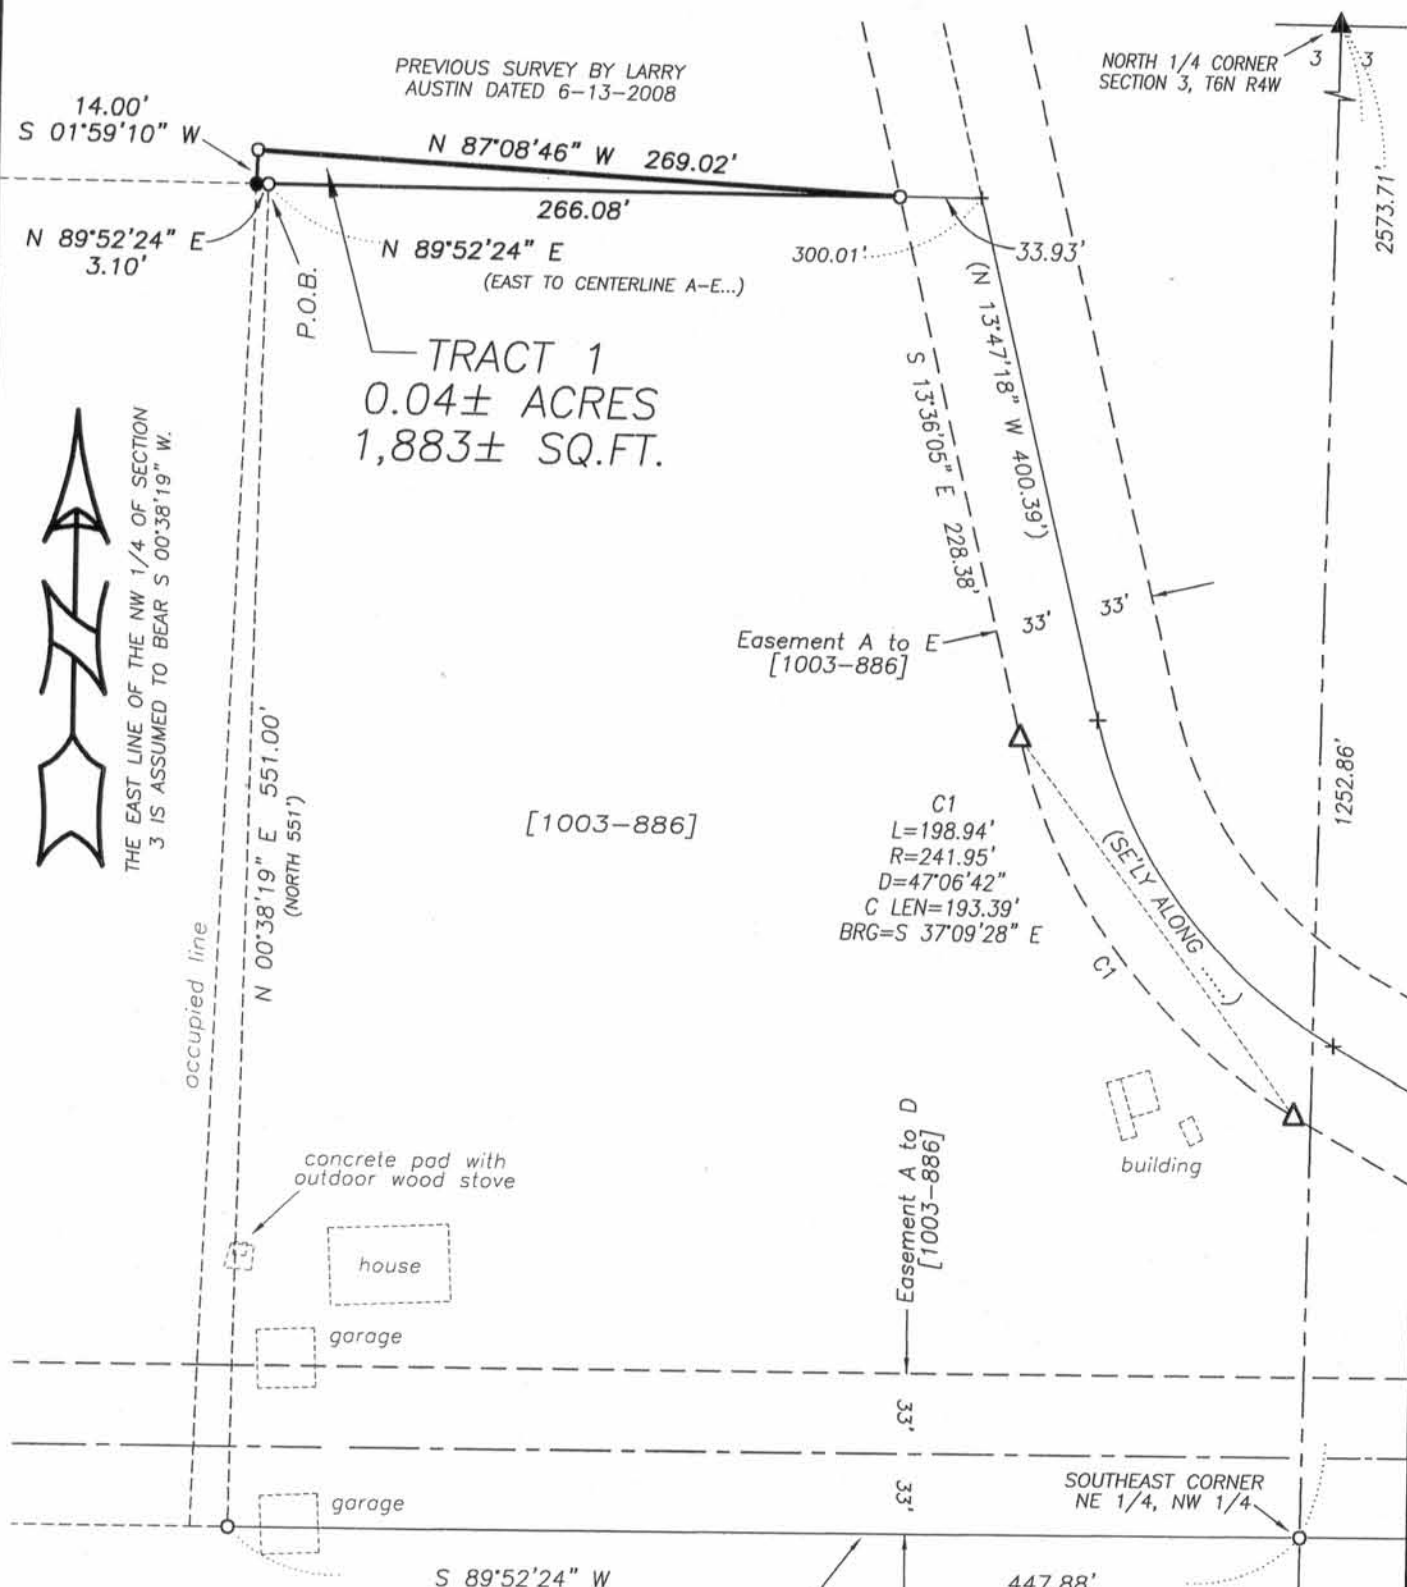 PREVIOUS SURVEY BY LARRY
AUSTIN DATED 6-13-2008
NORTH 1/4 CORNER
SECTION 3, T6N R4W
3
3
14.00'
S 01°59'10" W
N 87°08'46" W 269.02'
2573.71'
266.08'
N 89°52'24" E
3.10'
N 89°52'24" E
(EAST TO CENTERLINE A-E...)
300.01'
33.93'
P.O.B.
(N 13°47'18" W 400.39')
S 13°36'05" E 228.38'
TRACT 1
0.04± ACRES
1,883± SQ.FT.
THE EAST LINE OF THE NW 1/4 OF SECTION
3 IS ASSUMED TO BEAR S 00°38'19" W.
N
33'
33'
Easement A to E
[1003-886]
N 00°38'19" E 551.00'
(NORTH 551')
1252.86'
[1003-886]
C1
L=198.94'
R=241.95'
D=47°06'42"
C LEN=193.39'
BRG=S 37°09'28" E
(SE'LY ALONG ......)
C1
occupied line
Easement A to D
[1003-886]
building
concrete pad with
outdoor wood stove
house
garage
33'
33'
garage
SOUTHEAST CORNER
NE 1/4, NW 1/4
S 89°52'24" W
447.88'